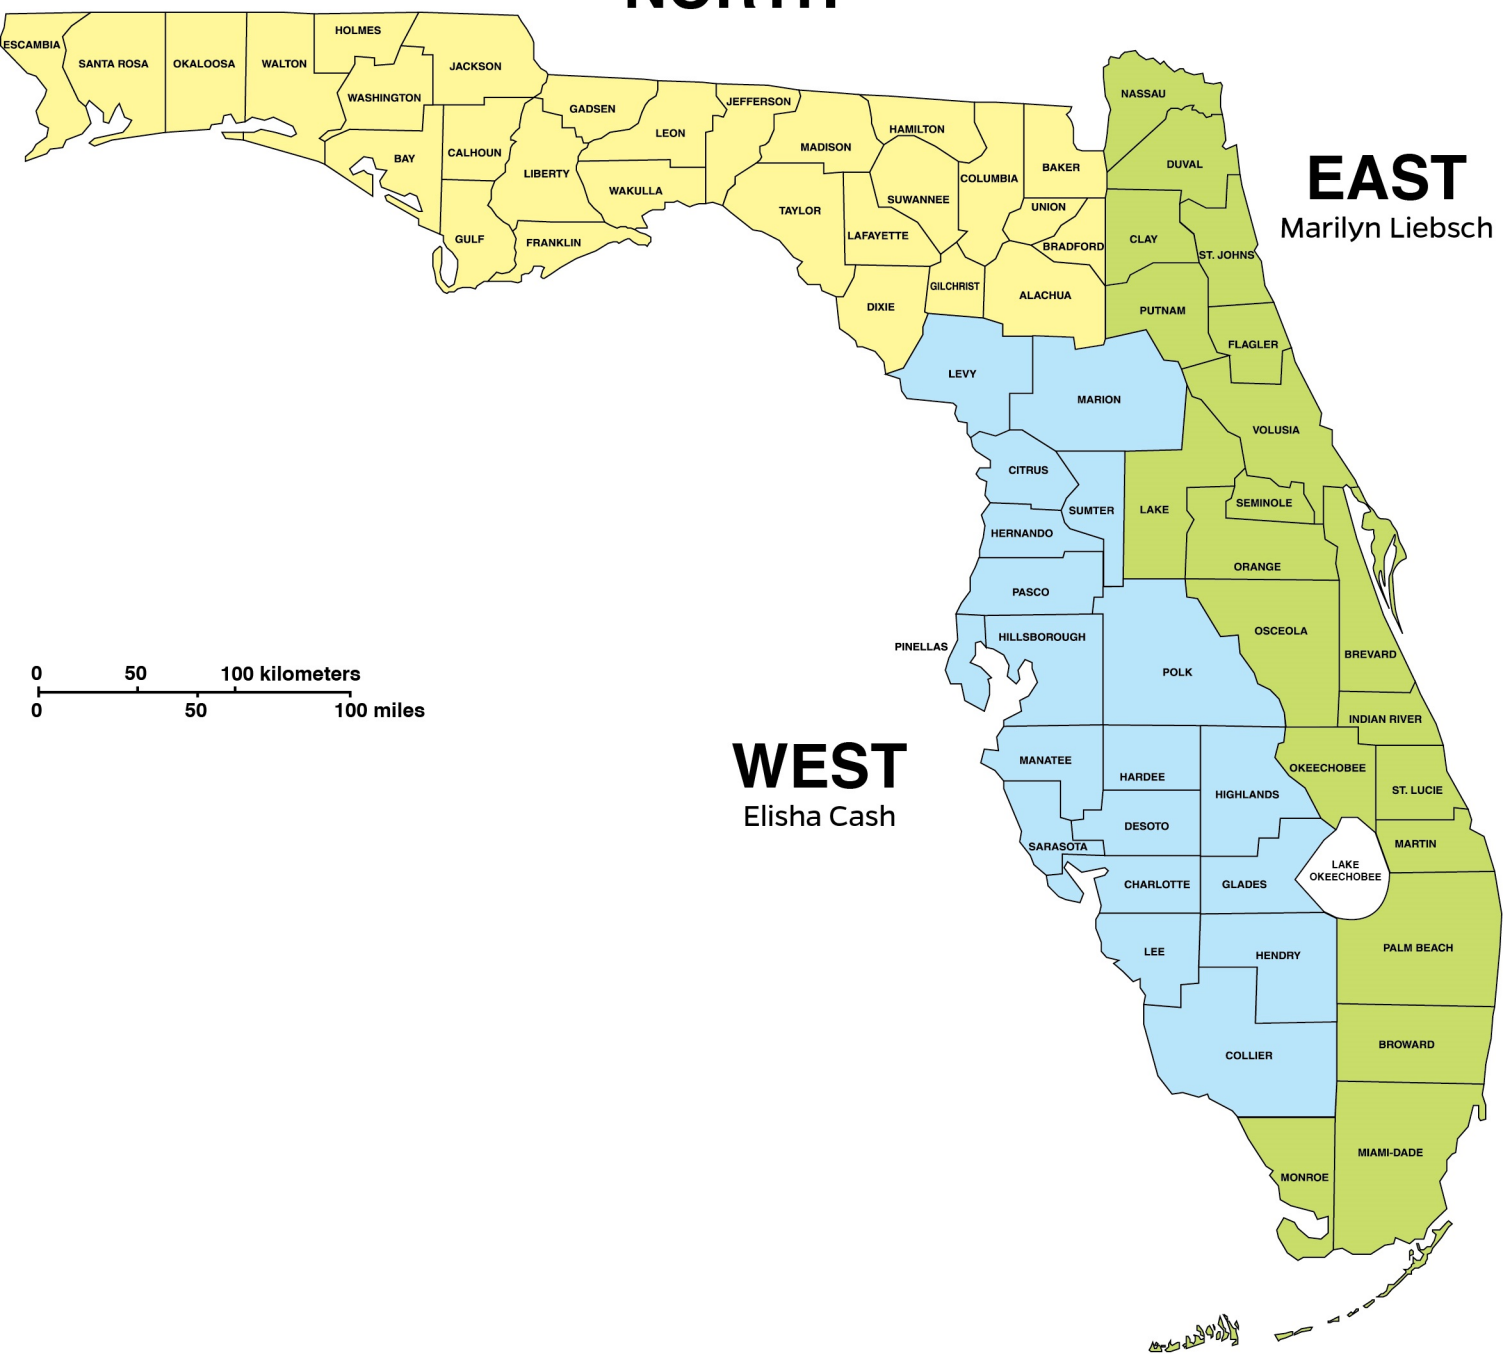 NORTH
ESCAMBIA
SANTA ROSA
OKALOOSA
WALTON
HOLMES
WASHINGTON
JACKSON
BAY
CALHOUN
GULF
GADSEN
LIBERTY
FRANKLIN
LEON
WAKULLA
JEFFERSON
MADISON
TAYLOR
HAMILTON
SUWANNEE
LAFAYETTE
DIXIE
COLUMBIA
GILCHRIST
BAKER
UNION
BRADFORD
ALACHUA
NASSAU
DUVAL
CLAY
ST. JOHNS
PUTNAM
FLAGLER
EAST
Marilyn Liebsch
LEVY
MARION
VOLUSIA
CITRUS
SUMTER
LAKE
SEMINOLE
HERNANDO
ORANGE
PASCO
PINELLAS
HILLSBOROUGH
POLK
OSCEOLA
BREVARD
INDIAN RIVER
0 50 100 kilometers
0 50 100 miles
WEST
Elisha Cash
MANATEE
HARDEE
HIGHLANDS
OKEECHOBEE
ST. LUCIE
DESOTO
SARASOTA
MARTIN
CHARLOTTE
GLADES
LAKE
OKEECHOBEE
LEE
HENDRY
PALM BEACH
COLLIER
BROWARD
MONROE
MIAMI-DADE